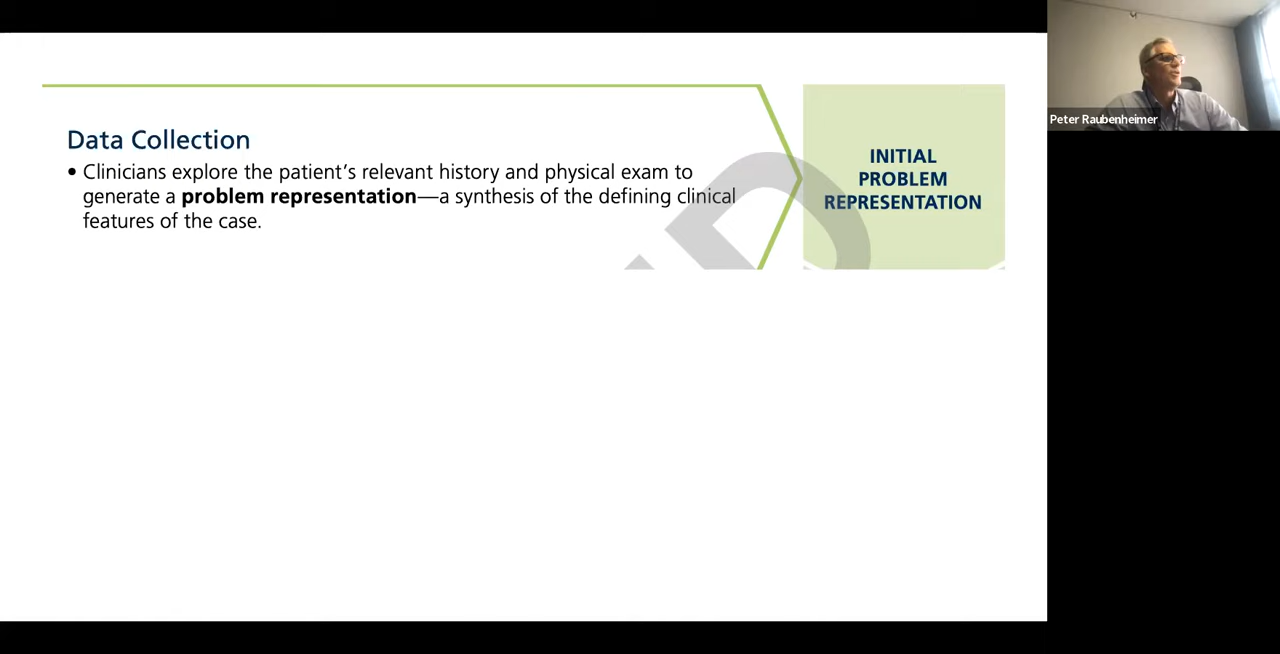 Data Collection
• Clinicians explore the patient’s relevant history and physical exam to
generate a problem representation—a synthesis of the defining clinical
features of the case.
INITIAL
PROBLEM
REPRESENTATION
Peter Raubenheimer